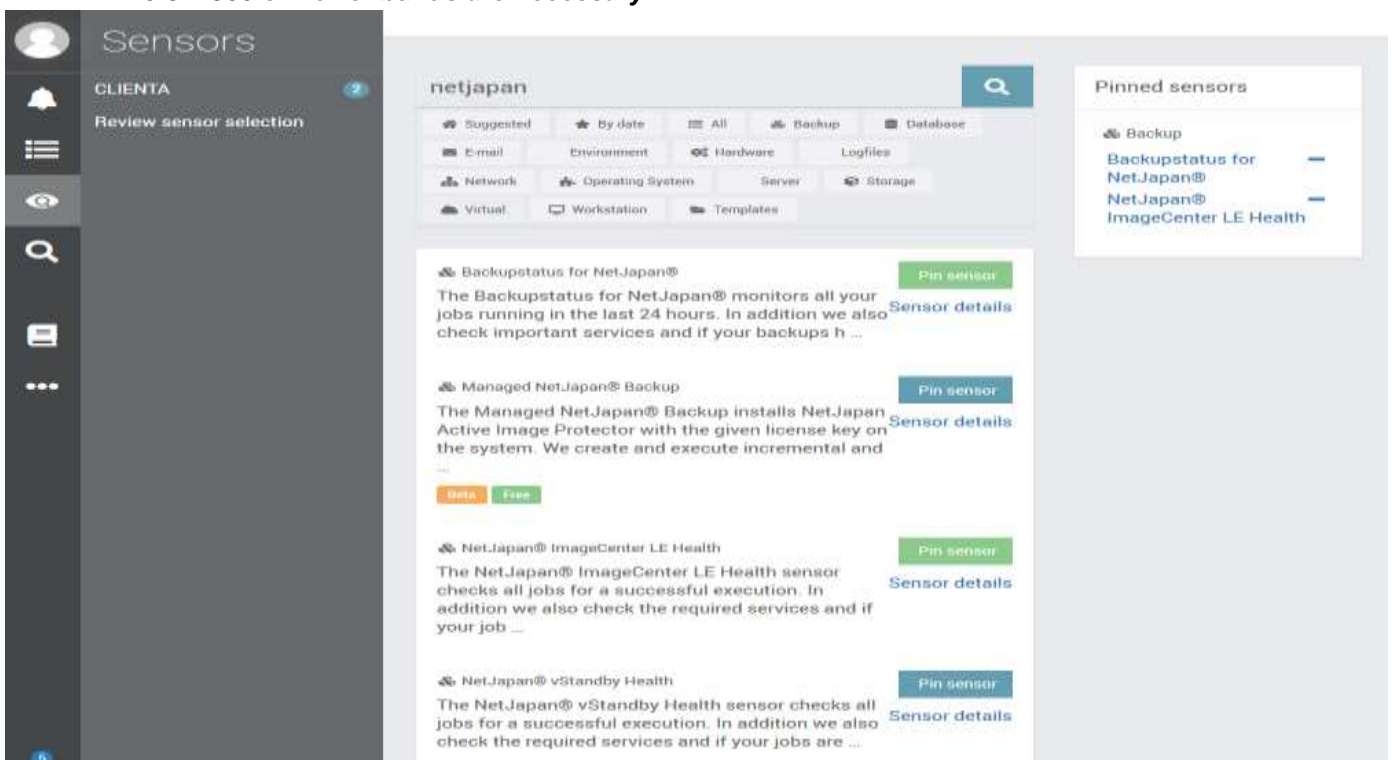 Sensors
CLIENTA 2
Review sensor selection
netjapan
Suggested By date All Backup Database
E-mail Environment Hardware Logfiles
Network Operating System Server Storage
Virtual Workstation Templates
Backupstatus for NetJapan®
Pin sensor
The Backupstatus for NetJapan® monitors all your
jobs running in the last 24 hours. In addition we also
check important services and if your backups h ...
Sensor details
Managed NetJapan® Backup
Pin sensor
The Managed NetJapan® Backup installs NetJapan
Active Image Protector with the given license key on
the system. We create and execute incremental and
...
Sensor details
Beta Free
NetJapan® ImageCenter LE Health
Pin sensor
The NetJapan® ImageCenter LE Health sensor
checks all jobs for a successful execution. In
addition we also check the required services and if
your job ...
Sensor details
NetJapan® vStandby Health
Pin sensor
The NetJapan® vStandby Health sensor checks all
jobs for a successful execution. In addition we also
check the required services and if your jobs are ...
Sensor details
Pinned sensors
Backup
Backupstatus for
NetJapan®
NetJapan®
ImageCenter LE Health